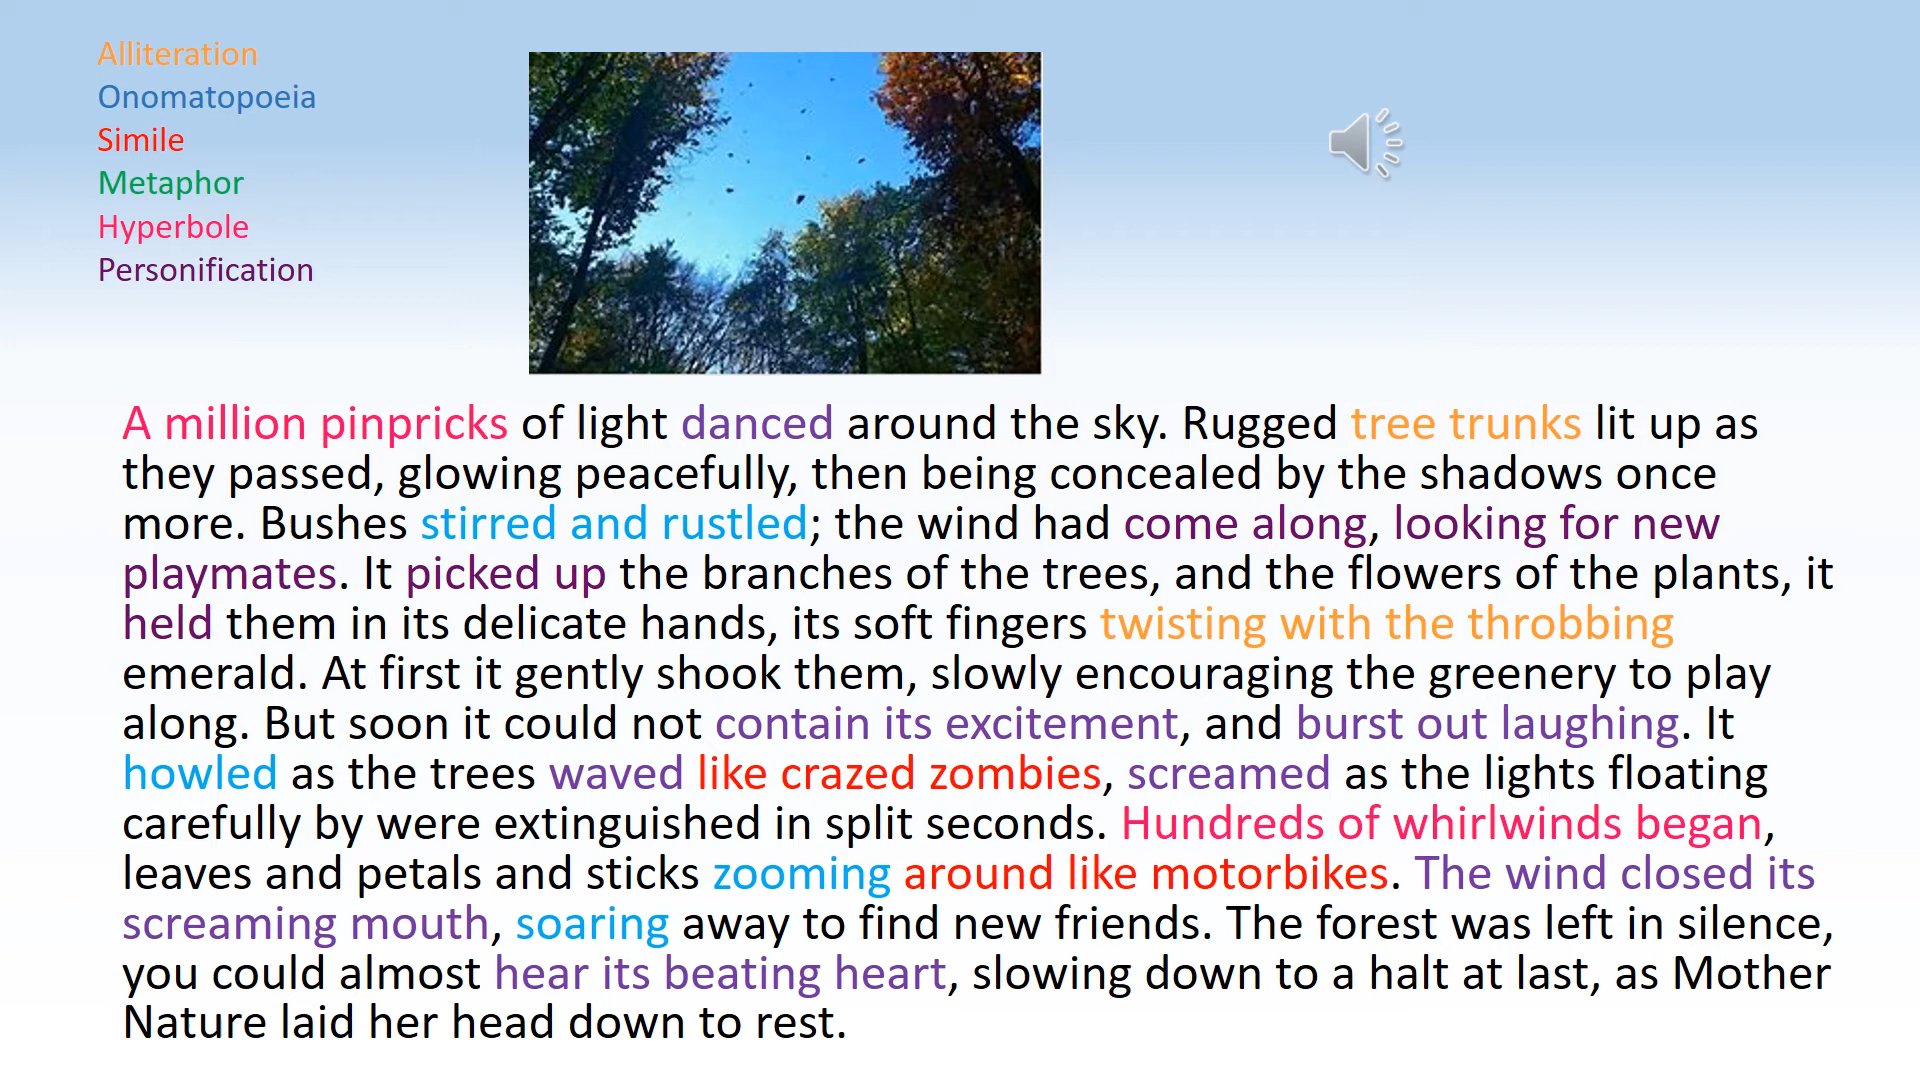 Alliteration
Onomatopoeia
Simile
Metaphor
Hyperbole
Personification
A million pinpricks of light danced around the sky. Rugged tree trunks lit up as
they passed, glowing peacefully, then being concealed by the shadows once
more. Bushes stirred and rustled; the wind had come along, looking for new
playmates. It picked up the branches of the trees, and the flowers of the plants, it
held them in its delicate hands, its soft fingers twisting with the throbbing
emerald. At first it gently shook them, slowly encouraging the greenery to play
along. But soon it could not contain its excitement, and burst out laughing. It
howled as the trees waved like crazed zombies, screamed as the lights floating
carefully by were extinguished in split seconds. Hundreds of whirlwinds began,
leaves and petals and sticks zooming around like motorbikes. The wind closed its
screaming mouth, soaring away to find new friends. The forest was left in silence,
you could almost hear its beating heart, slowing down to a halt at last, as Mother
Nature laid her head down to rest.